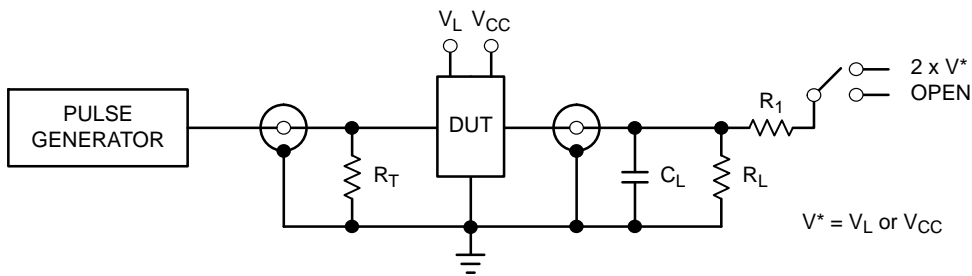 V_L V_CC
2 x V*
OPEN
R_1
PULSE
GENERATOR
DUT
R_T
C_L
R_L
V* = V_L or V_CC